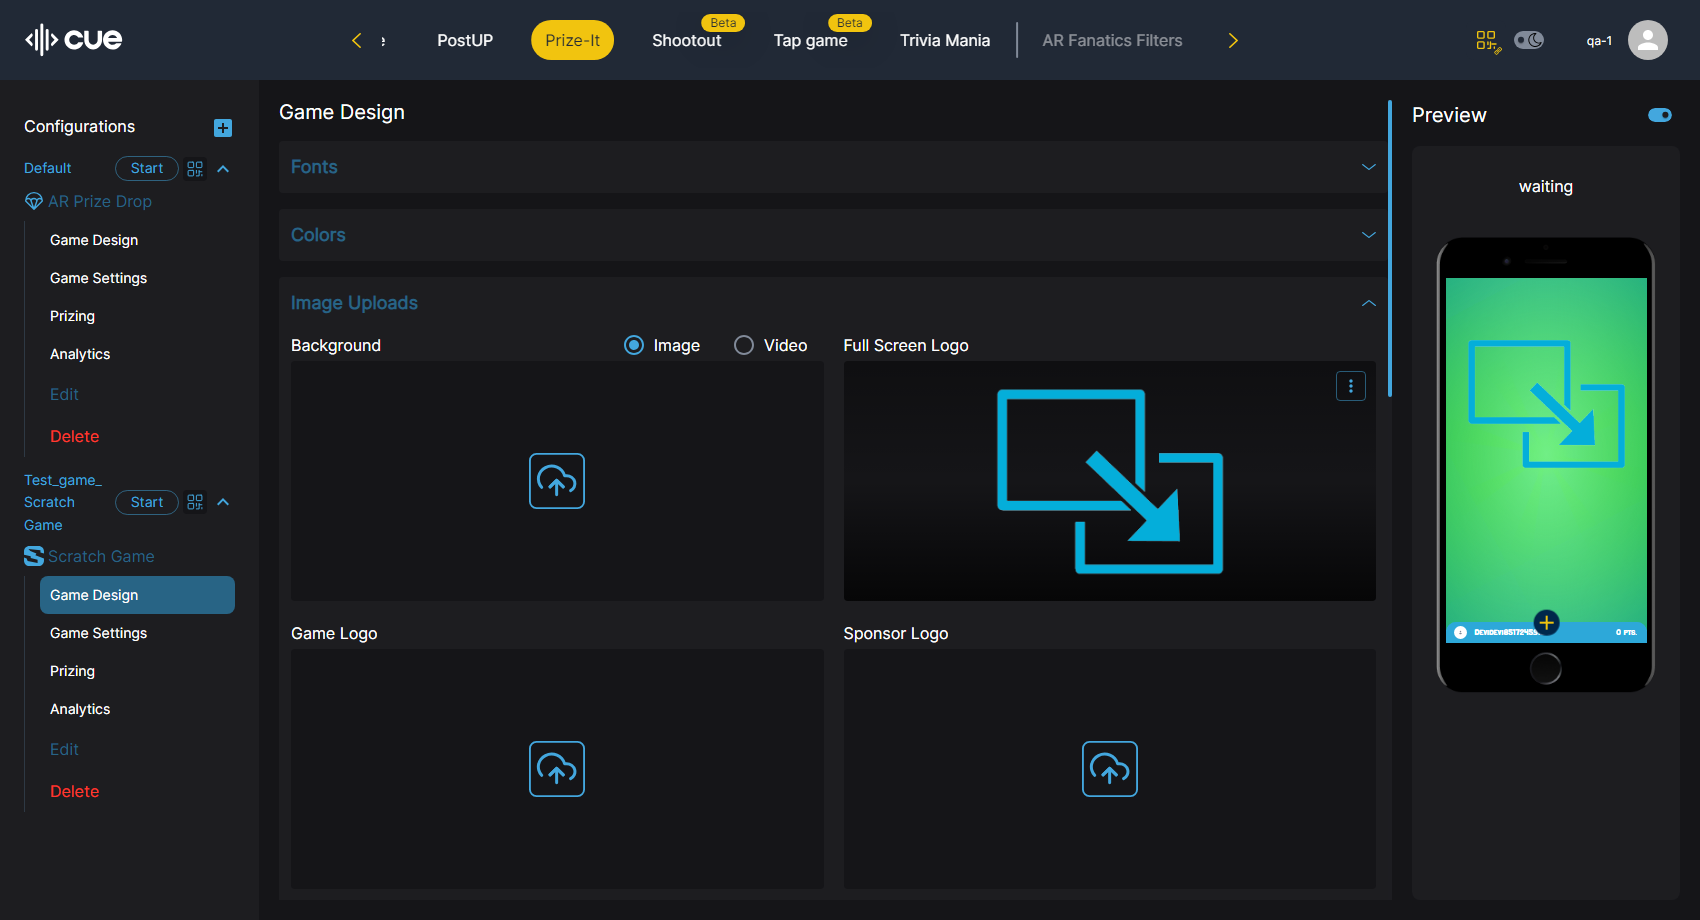 cue
PostUP
Prize-It
Beta
Shootout
Beta
Tap game
Trivia Mania
AR Fanatics Filters
qa-1
Configurations
Default
Start
AR Prize Drop
Game Design
Game Settings
Prizing
Analytics
Edit
Delete
Test_game_
Scratch
Game
Start
Scratch Game
Game Design
Game Settings
Prizing
Analytics
Edit
Delete
Game Design
Fonts
Colors
Image Uploads
Background
Image
Video
Full Screen Logo
Game Logo
Sponsor Logo
Preview
waiting
0 PTS.